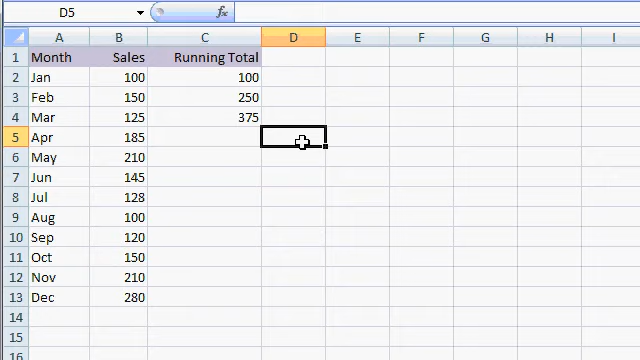 D5 fx
A B C D E F G H I
1 Month Sales Running Total
2 Jan 100 100
3 Feb 150 250
4 Mar 125 375
5 Apr 185
6 May 210
7 Jun 145
8 Jul 128
9 Aug 100
10 Sep 120
11 Oct 150
12 Nov 210
13 Dec 280
14
15
16